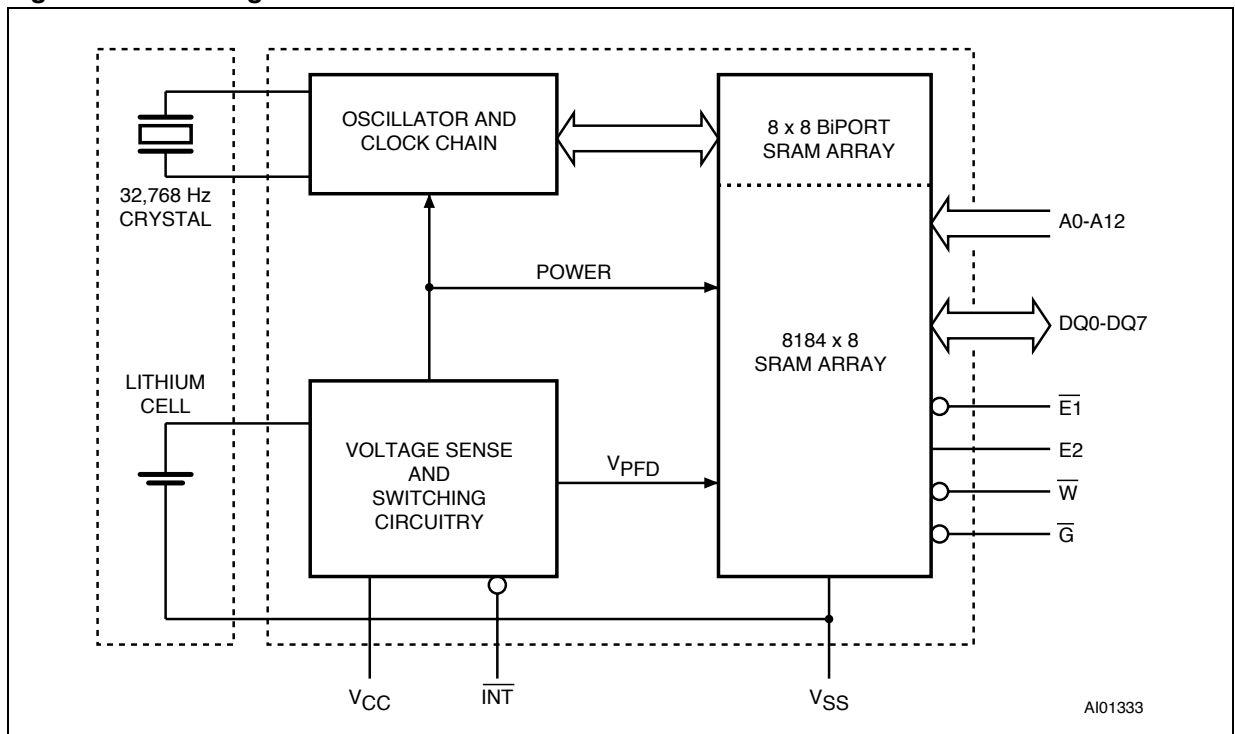 OSCILLATOR AND
CLOCK CHAIN
8 x 8 BiPORT
SRAM ARRAY
32,768 Hz
CRYSTAL
A0-A12
POWER
DQ0-DQ7
8184 x 8
SRAM ARRAY
LITHIUM
CELL
E1
VOLTAGE SENSE
AND
SWITCHING
CIRCUITRY
VPFD
E2
W
G
VCC
INT
VSS
AI01333